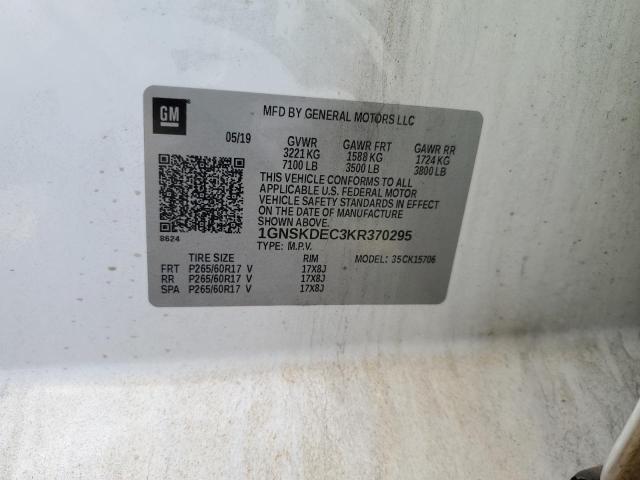 GM
MFD BY GENERAL MOTORS LLC
05/19 GVWR GAWR FRT GAWR RR
3221 KG 1588 KG 1724 KG
7100 LB 3500 LB 3800 LB
THIS VEHICLE CONFORMS TO ALL
APPLICABLE U.S. FEDERAL MOTOR
VEHICLE SAFETY STANDARDS IN EFFECT
ON THE DATE OF MANUFACTURE
SHOWN ABOVE.
1GNSKDEC3KR370295
8624 TYPE: M.P.V.
TIRE SIZE RIM MODEL: 35CK15706
FRT P265/60R17 V 17X8J
RR P265/60R17 V 17X8J
SPA P265/60R17 V 17X8J